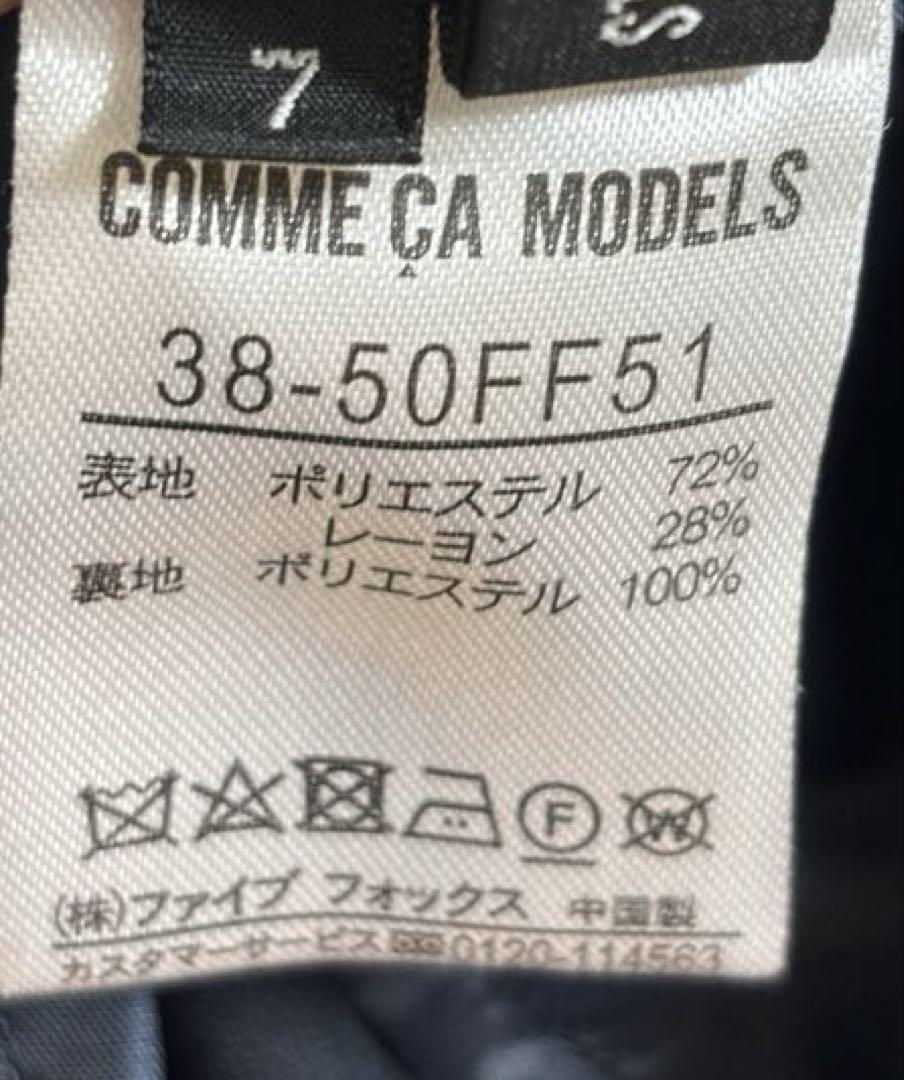 7
S
COMME ÇA MODELS
38-50FF51
表地 ポリエステル 72%
レーヨン 28%
裏地 ポリエステル 100%
F W
(株)ファイブ フォックス 中国製
カスタマーサービス 0120-114563